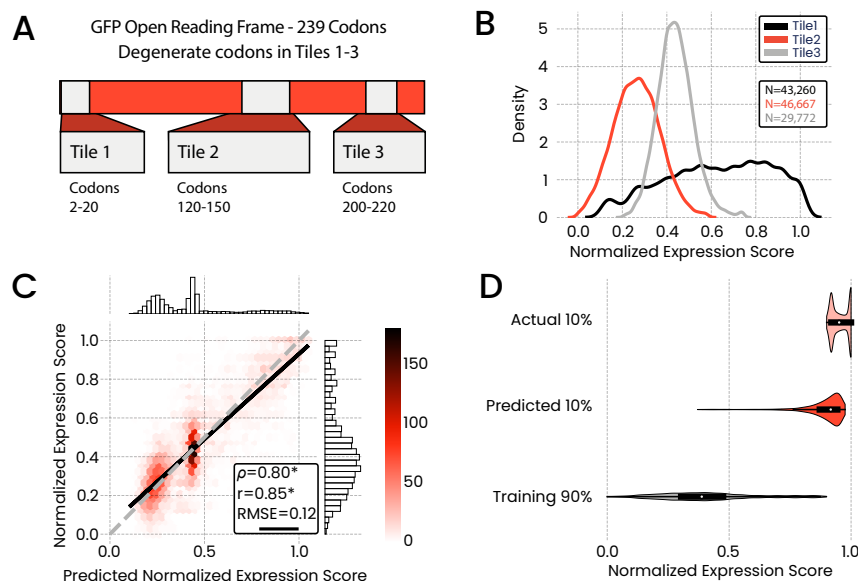 A
GFP Open Reading Frame - 239 Codons
Degenerate codons in Tiles 1-3
Tile 1
Tile 2
Tile 3
Codons
2-20
Codons
120-150
Codons
200-220
B
Density
5
4
3
2
1
0
Tile1
Tile2
Tile3
N=43,260
N=46,667
N=29,772
0.0 0.2 0.4 0.6 0.8 1.0
Normalized Expression Score
C
Normalized Expression Score
1.0
0.8
0.6
0.4
0.2
0.0
ρ=0.80*
r=0.85*
RMSE=0.12
0.0 0.5 1.0
Predicted Normalized Expression Score
150
100
50
0
D
Actual 10%
Predicted 10%
Training 90%
0.0 0.5 1.0
Normalized Expression Score